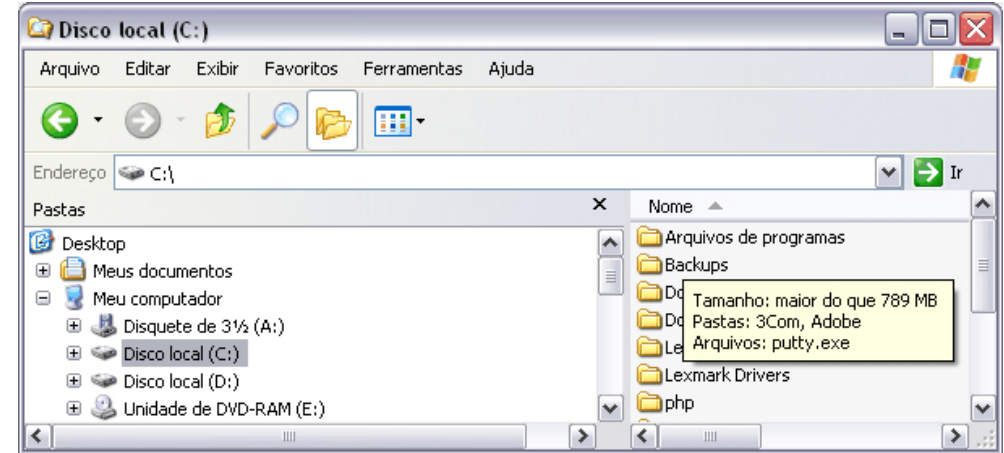 Disco local (C:)
Arquivo Editar Exibir Favoritos Ferramentas Ajuda
Endereço C:\ Ir
Pastas
Desktop
Meus documentos
Meu computador
Disquete de 3½ (A:)
Disco local (C:)
Disco local (D:)
Unidade de DVD-RAM (E:)
Nome
Arquivos de programas
Backups
Tamanho: maior do que 789 MB
Pastas: 3Com, Adobe
Arquivos: putty.exe
Lexmark Drivers
php